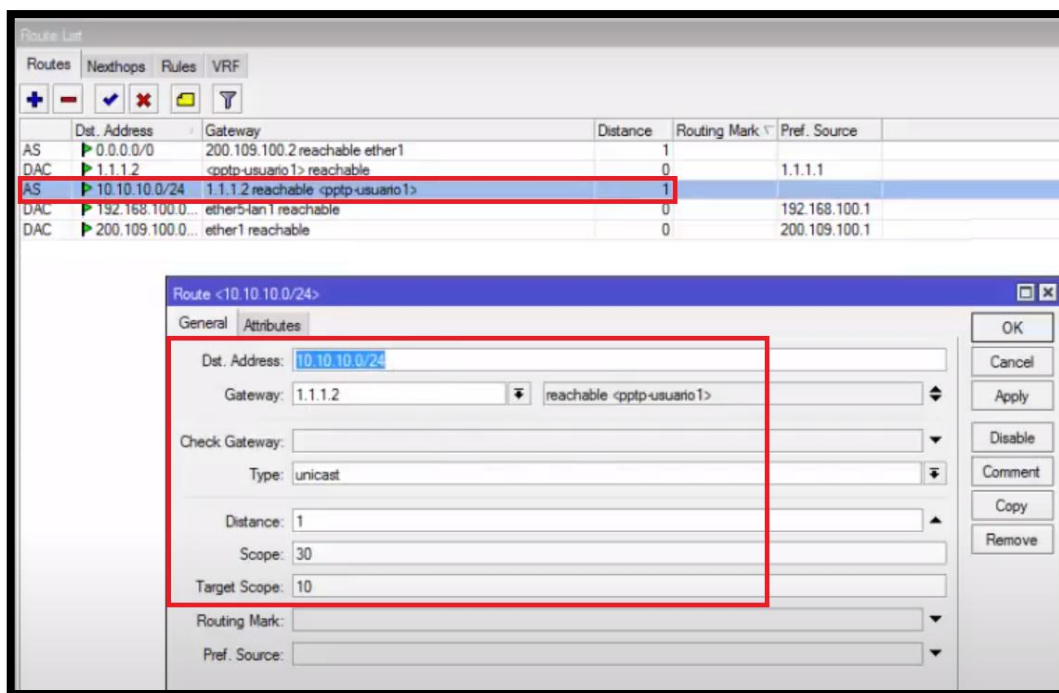 Route List
Routes Nexthops Rules VRF
Dst. Address Gateway Distance Routing Mark Pref. Source
AS 0.0.0.0/0 200.109.100.2 reachable ether1 1
DAC 1.1.1.2 <pptp-usuario1> reachable 0 1.1.1.1
AS 10.10.10.0/24 1.1.1.2 reachable <pptp-usuario1> 1
DAC 192.168.100.0... ether5-lan1 reachable 0 192.168.100.1
DAC 200.109.100.0... ether1 reachable 0 200.109.100.1
Route <10.10.10.0/24>
General Attributes
OK
Dst. Address: 10.10.10.0/24
Cancel
Gateway: 1.1.1.2 reachable <pptp-usuario1>
Apply
Check Gateway:
Disable
Type: unicast
Comment
Copy
Distance: 1
Remove
Scope: 30
Target Scope: 10
Routing Mark:
Pref. Source: